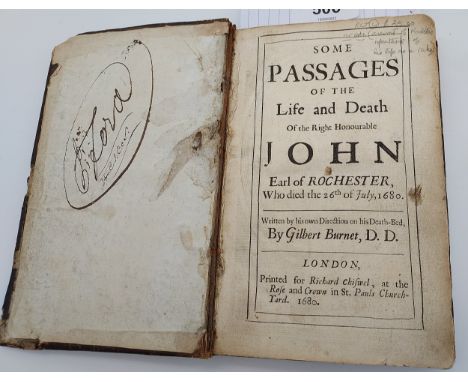 500
Ford
SOME
PASSAGES
OF THE
Life and Death
Of the Right Honourable
JOHN
Earl of ROCHESTER,
Who died the 26th of July, 1680.
Written by his own Direction on his Death-Bed,
By Gilbert Burnet, D. D.
LONDON,
Printed for Richard Chiswel, at the
Rose and Crown in St. Pauls Church-
Yard. 1680.